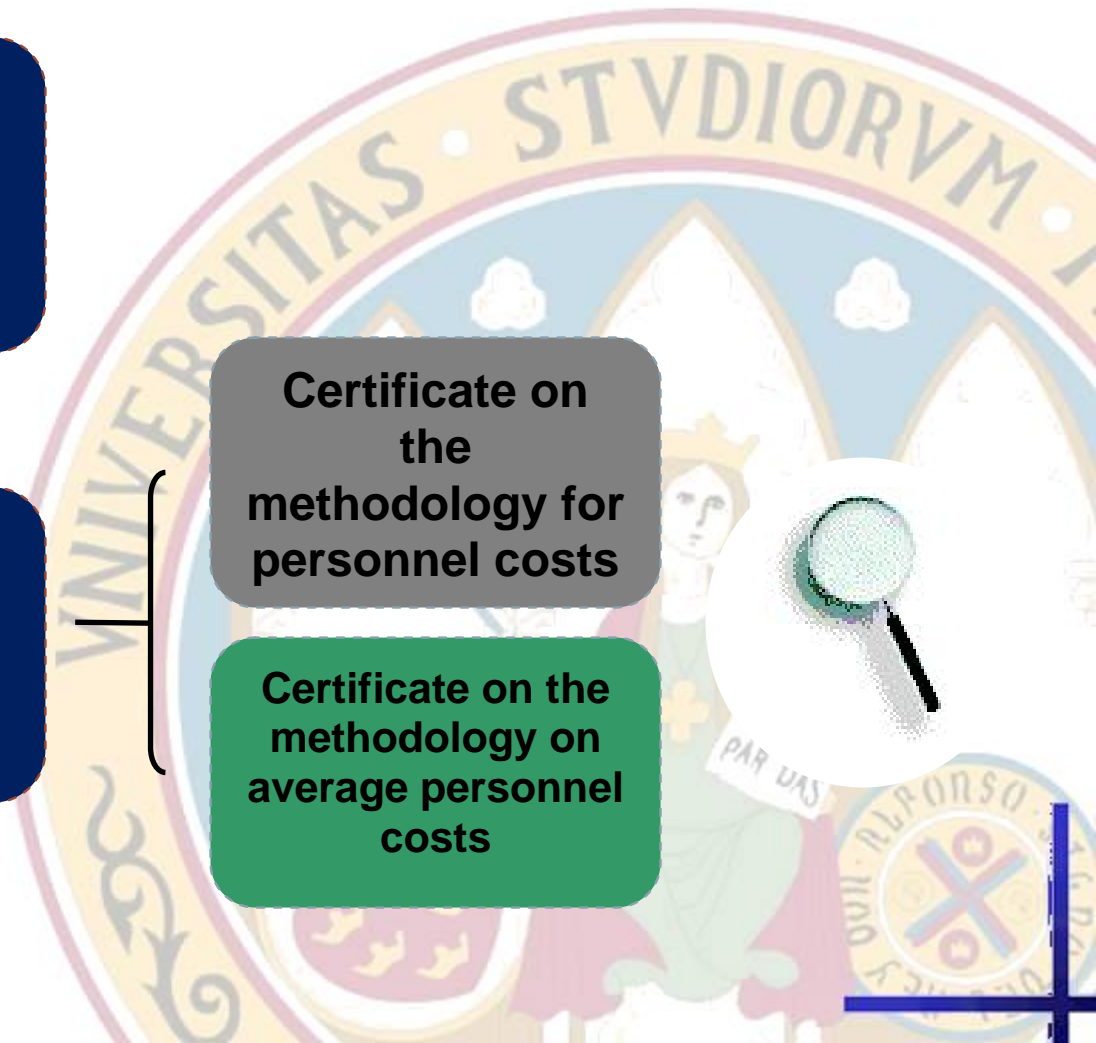 VNIVERSITAS · STVDIORVM ·
Certificate on
the
methodology for
personnel costs
Certificate on the
methodology on
average personnel
costs
PAR DAS